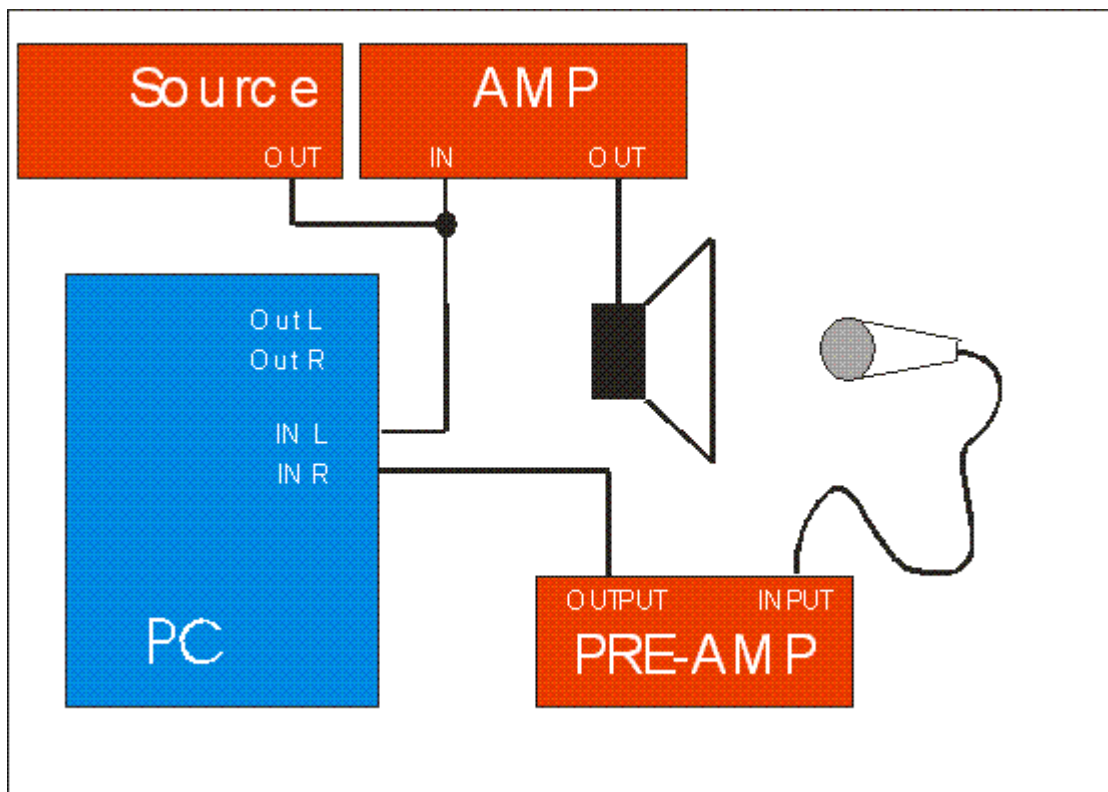 Source
OUT
AMP
IN OUT
Out L
Out R
IN L
IN R
PC
OUTPUT INPUT
PRE-AMP